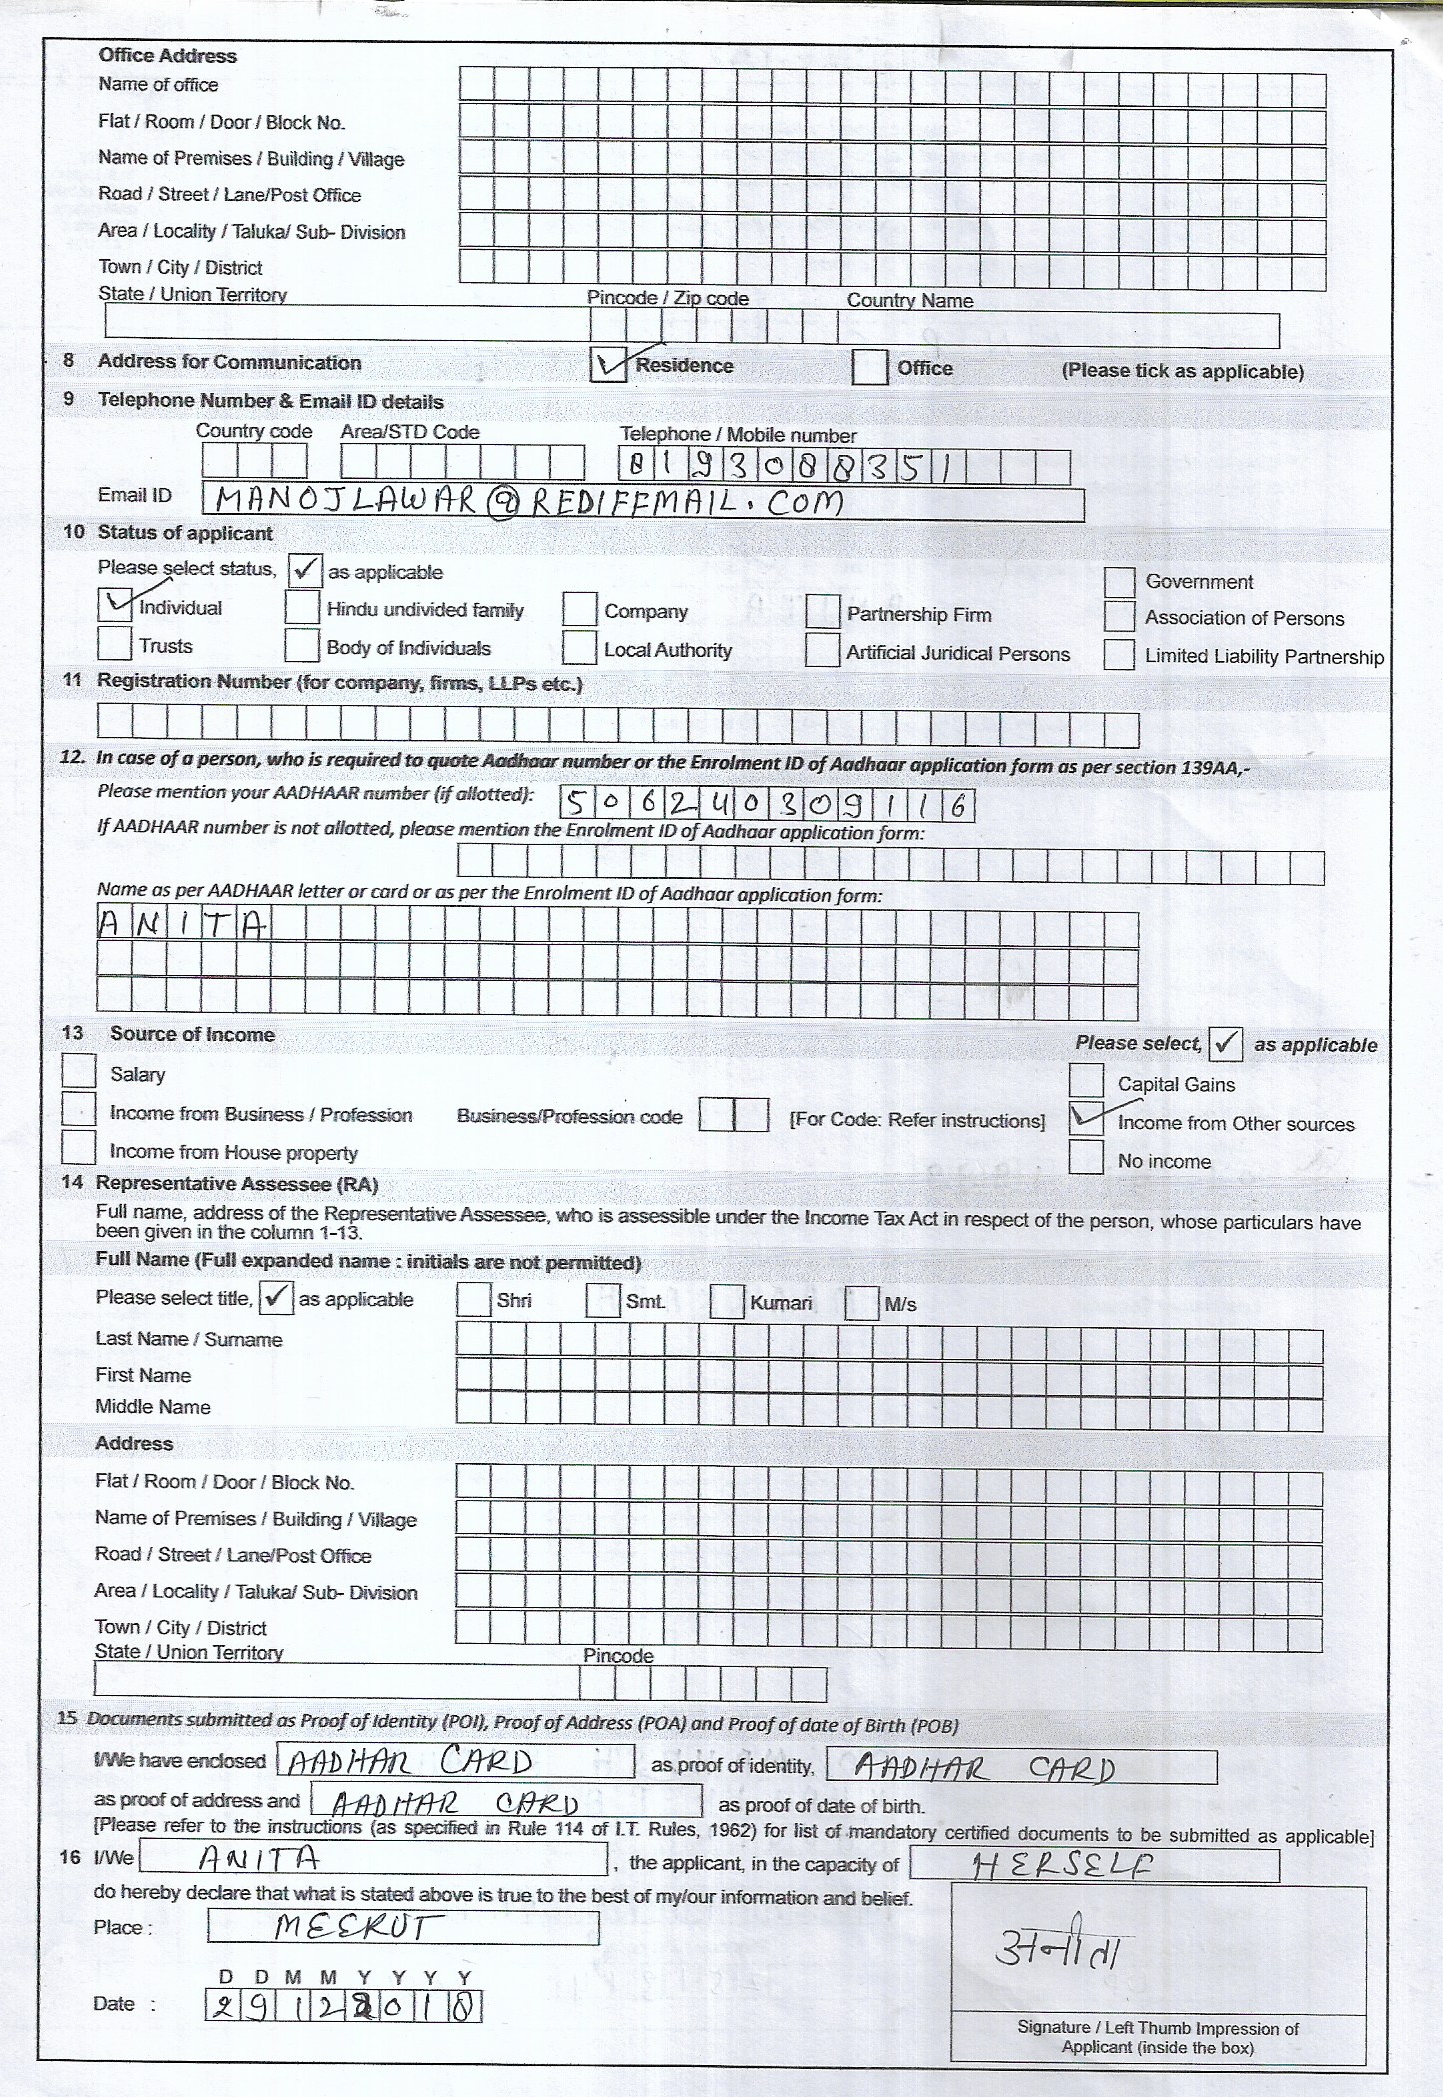 Office Address
Name of office
Flat / Room / Door / Block No.
Name of Premises / Building / Village
Road / Street / Lane/Post Office
Area / Locality / Taluka/ Sub- Division
Town / City / District
State / Union Territory Pincode / Zip code Country Name
8 Address for Communication Residence Office (Please tick as applicable)
9 Telephone Number & Email ID details
Country code Area/STD Code Telephone / Mobile number
8193088351
Email ID MANOJLAWAR@REDIFFMAIL.COM
10 Status of applicant
Please select status, ✓ as applicable
Government
Individual Hindu undivided family Company Partnership Firm Association of Persons
Trusts Body of Individuals Local Authority Artificial Juridical Persons Limited Liability Partnership
11 Registration Number (for company, firms, LLPs etc.)
12. In case of a person, who is required to quote Aadhaar number or the Enrolment ID of Aadhaar application form as per section 139AA,-
Please mention your AADHAAR number (if allotted): 506240309116
If AADHAAR number is not allotted, please mention the Enrolment ID of Aadhaar application form:
Name as per AADHAAR letter or card or as per the Enrolment ID of Aadhaar application form:
ANITA
13 Source of Income Please select, ✓ as applicable
Salary Capital Gains
Income from Business / Profession Business/Profession code [For Code: Refer instructions] Income from Other sources
Income from House property No income
14 Representative Assessee (RA)
Full name, address of the Representative Assessee, who is assessible under the Income Tax Act in respect of the person, whose particulars have
been given in the column 1-13.
Full Name (Full expanded name : initials are not permitted)
Please select title, ✓ as applicable Shri Smt. Kumari M/s
Last Name / Surname
First Name
Middle Name
Address
Flat / Room / Door / Block No.
Name of Premises / Building / Village
Road / Street / Lane/Post Office
Area / Locality / Taluka/ Sub- Division
Town / City / District
State / Union Territory Pincode
15 Documents submitted as Proof of Identity (POI), Proof of Address (POA) and Proof of date of Birth (POB)
I/We have enclosed AADHAR CARD as proof of identity, AADHAR CARD
as proof of address and AADHAR CARD as proof of date of birth.
[Please refer to the instructions (as specified in Rule 114 of I.T. Rules, 1962) for list of mandatory certified documents to be submitted as applicable]
16 I/We ANITA , the applicant, in the capacity of HERSELF
do hereby declare that what is stated above is true to the best of my/our information and belief.
Place : MEERUT
अनीता
D D M M Y Y Y Y
Date : 29122018
Signature / Left Thumb Impression of
Applicant (inside the box)